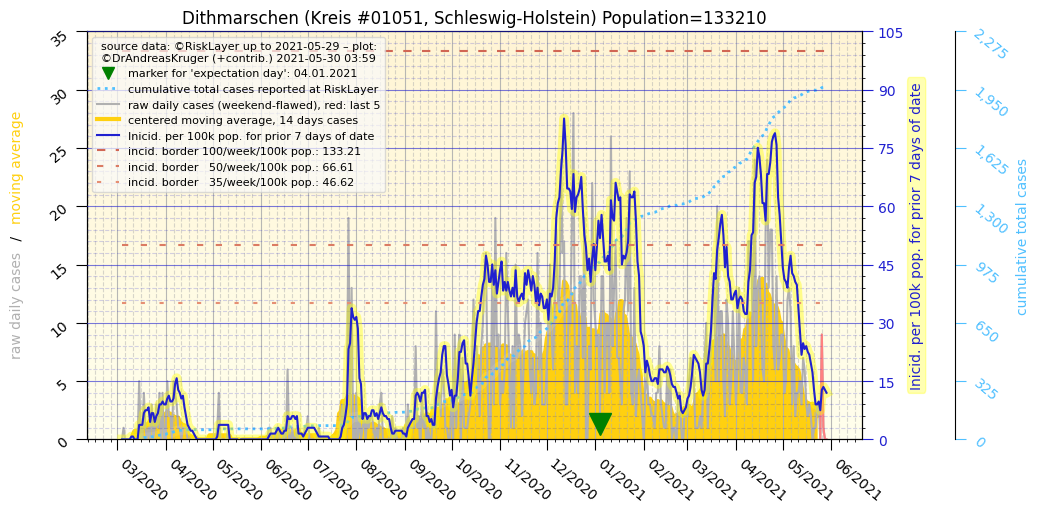 Dithmarschen (Kreis #01051, Schleswig-Holstein) Population=133210
source data: ©RiskLayer up to 2021-05-29 – plot:
©DrAndreasKruger (+contrib.) 2021-05-30 03:59
marker for 'expectation day': 04.01.2021
cumulative total cases reported at RiskLayer
raw daily cases (weekend-flawed), red: last 5
centered moving average, 14 days cases
Inicid. per 100k pop. for prior 7 days of date
incid. border 100/week/100k pop.: 133.21
incid. border 50/week/100k pop.: 66.61
incid. border 35/week/100k pop.: 46.62
raw daily cases / moving average
35
30
25
20
15
10
5
0
03/2020
04/2020
05/2020
06/2020
07/2020
08/2020
09/2020
10/2020
11/2020
12/2020
01/2021
02/2021
03/2021
04/2021
05/2021
06/2021
105
90
75
60
45
30
15
0
Inicid. per 100k pop. for prior 7 days of date
2,275
1,950
1,625
1,300
975
650
325
0
cumulative total cases